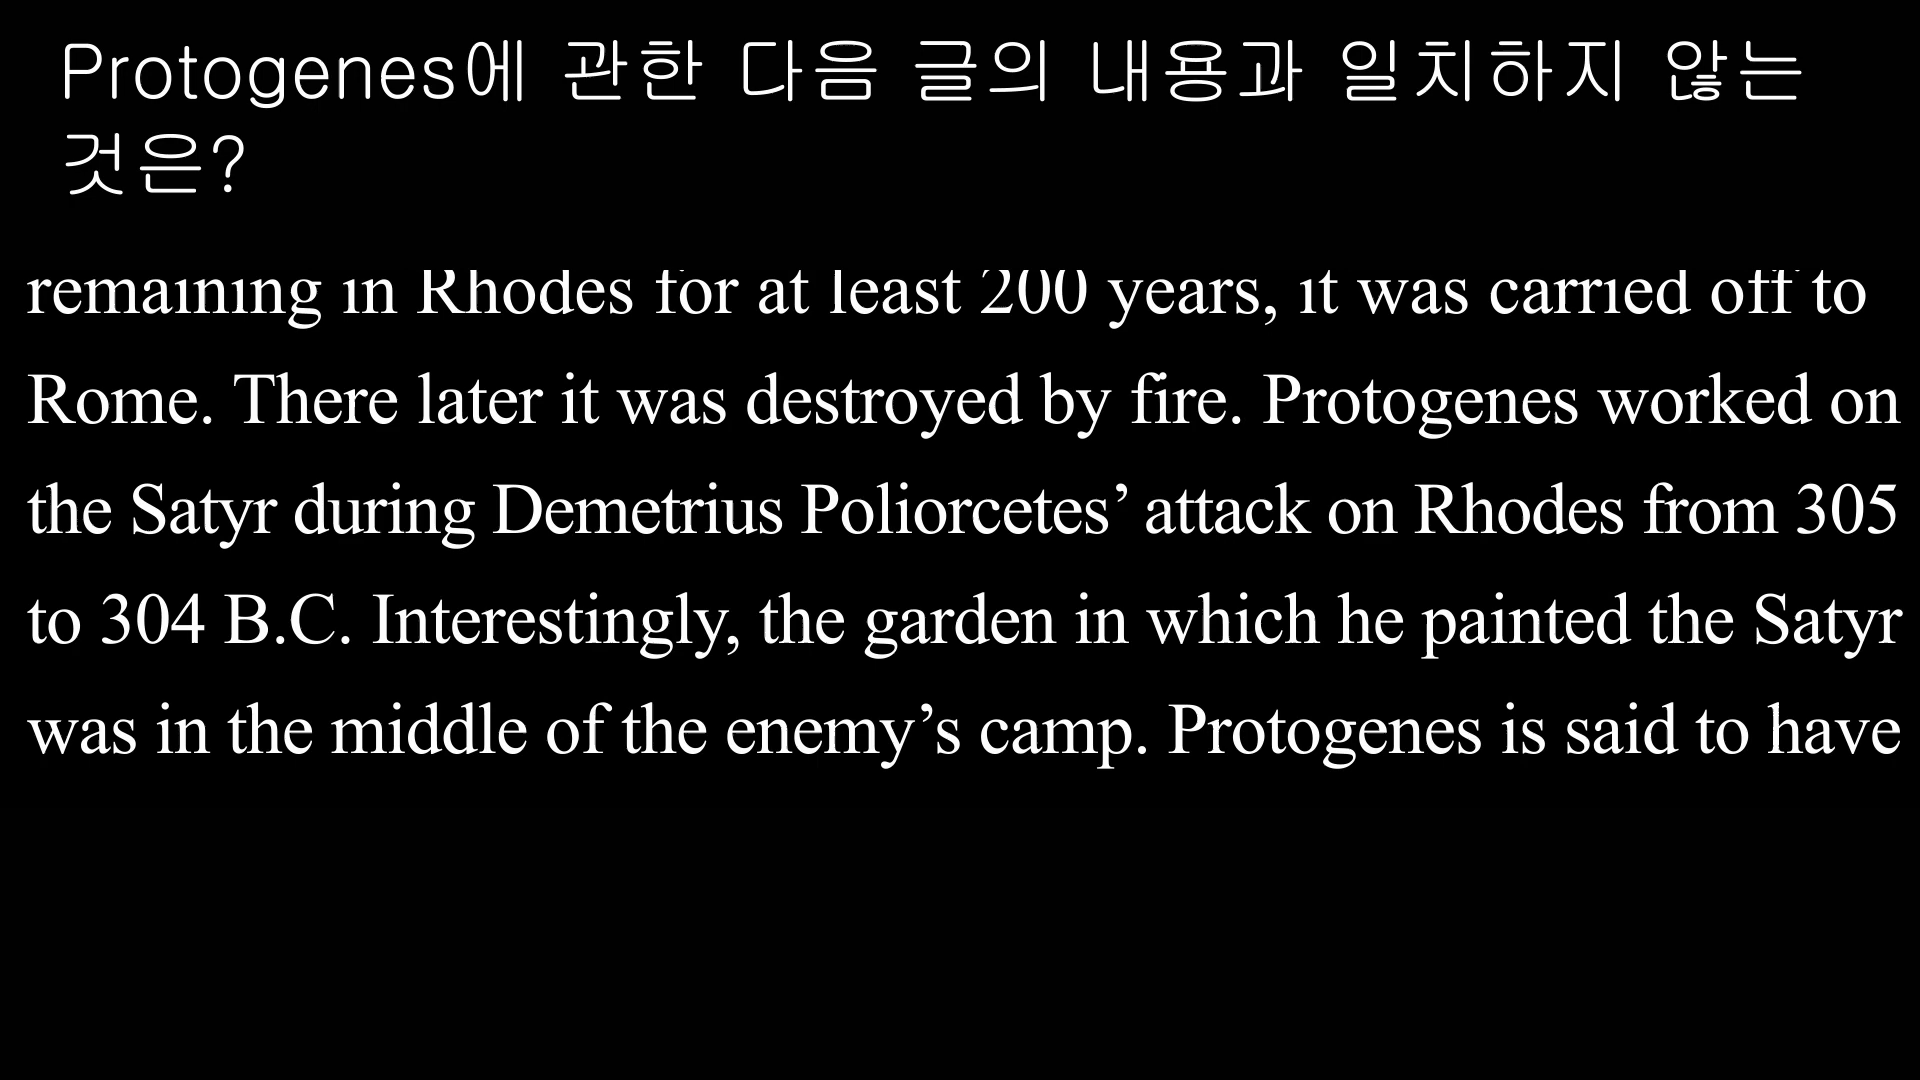 Protogenes에 관한 다음 글의 내용과 일치하지 않는
것은?
remaining in Rhodes for at least 200 years, it was carried off to
Rome. There later it was destroyed by fire. Protogenes worked on
the Satyr during Demetrius Poliorcetes’ attack on Rhodes from 305
to 304 B.C. Interestingly, the garden in which he painted the Satyr
was in the middle of the enemy’s camp. Protogenes is said to have